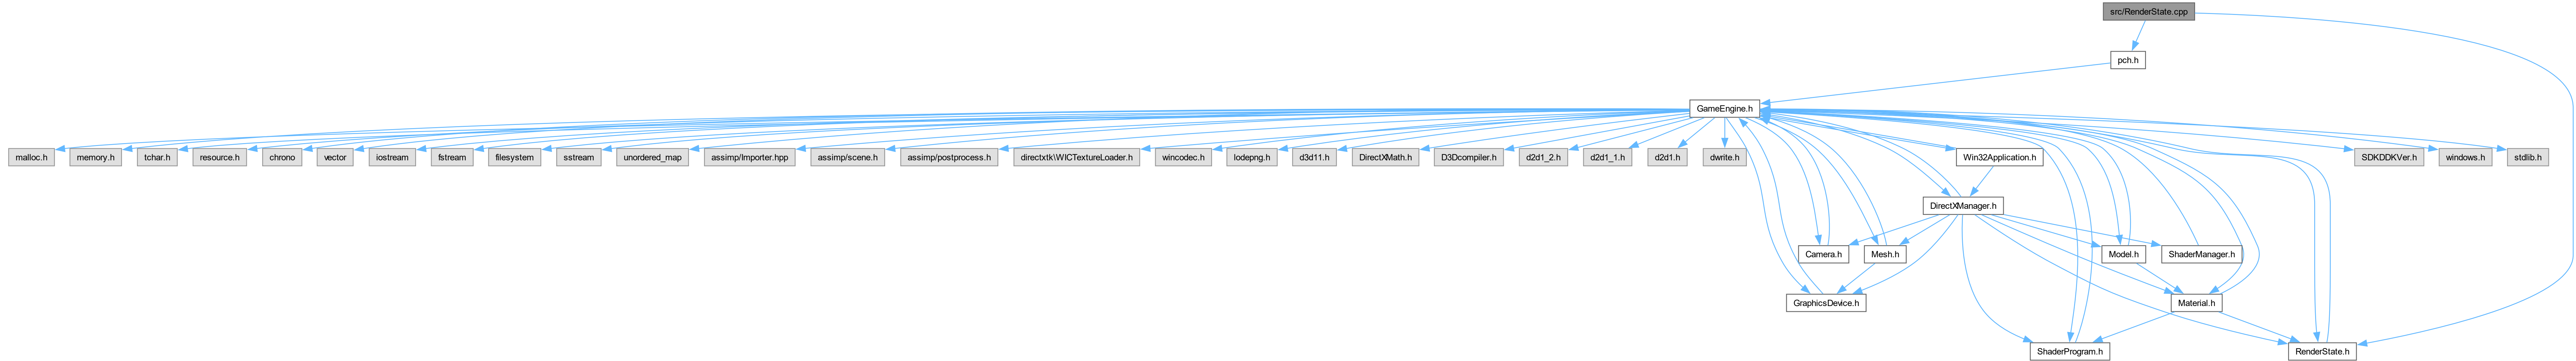 src/RenderState.cpp
pch.h
GameEngine.h
malloc.h
memory.h
tchar.h
resource.h
chrono
vector
iostream
fstream
filesystem
sstream
unordered_map
assimp/Importer.hpp
assimp/scene.h
assimp/postprocess.h
directxtk\WICTextureLoader.h
wincodec.h
lodepng.h
d3d11.h
DirectXMath.h
D3Dcompiler.h
d2d1_2.h
d2d1_1.h
d2d1.h
dwrite.h
Win32Application.h
SDKDDKVer.h
windows.h
stdlib.h
DirectXManager.h
Camera.h
Mesh.h
Model.h
ShaderManager.h
GraphicsDevice.h
Material.h
ShaderProgram.h
RenderState.h